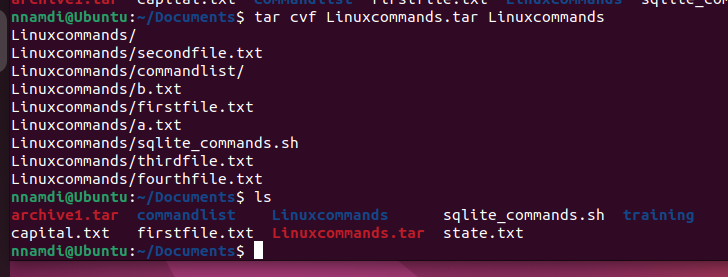 archive1.tar capital.txt commandlist firstfile.txt Linuxcommands sqlite_com
nnamdi@Ubuntu:~/Documents$ tar cvf Linuxcommands.tar Linuxcommands
Linuxcommands/
Linuxcommands/secondfile.txt
Linuxcommands/commandlist/
Linuxcommands/b.txt
Linuxcommands/firstfile.txt
Linuxcommands/a.txt
Linuxcommands/sqlite_commands.sh
Linuxcommands/thirdfile.txt
Linuxcommands/fourthfile.txt
nnamdi@Ubuntu:~/Documents$ ls
archive1.tar commandlist Linuxcommands sqlite_commands.sh training
capital.txt firstfile.txt Linuxcommands.tar state.txt
nnamdi@Ubuntu:~/Documents$